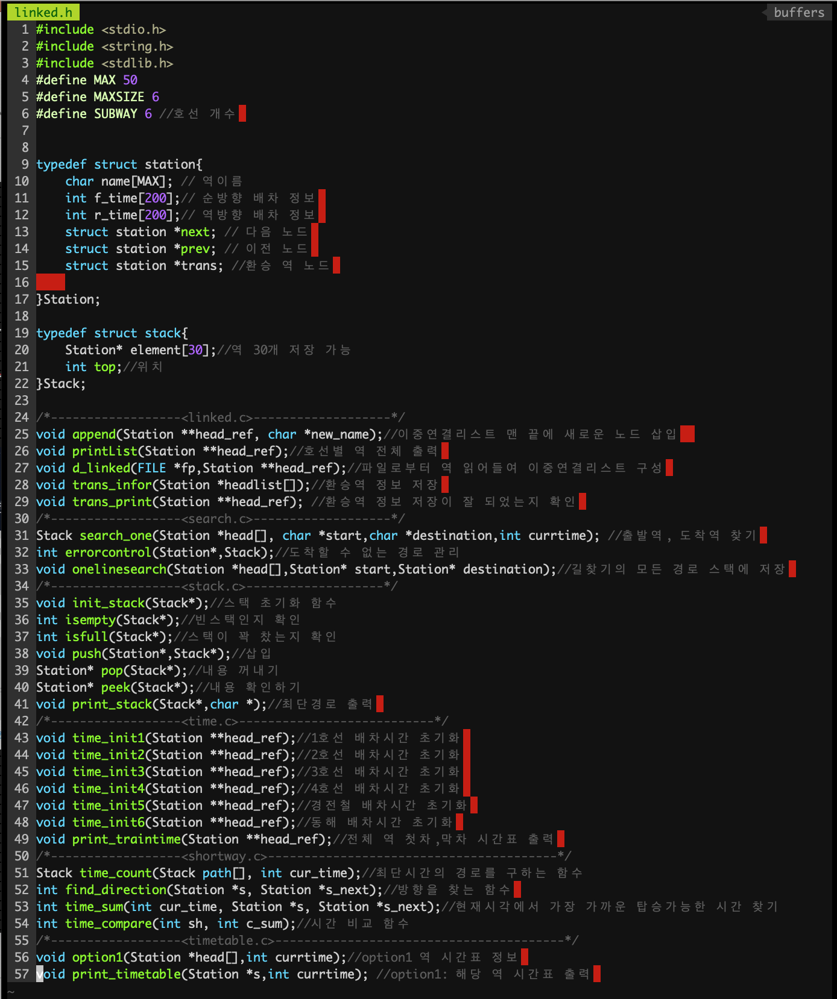 linked.h
buffers
1 #include <stdio.h>
2 #include <string.h>
3 #include <stdlib.h>
4 #define MAX 50
5 #define MAXSIZE 6
6 #define SUBWAY 6 //호선 개수
7
8
9 typedef struct station{
10     char name[MAX]; // 역이름
11     int f_time[200];// 순방향 배차 정보
12     int r_time[200];// 역방향 배차 정보
13     struct station *next; // 다음 노드
14     struct station *prev; // 이전 노드
15     struct station *trans; //환승 역 노드
16
17 }Station;
18
19 typedef struct stack{
20     Station* element[30];//역 30개 저장 가능
21     int top;//위치
22 }Stack;
23
24 /*------------------<linked.c>-------------------*/
25 void append(Station **head_ref, char *new_name);//이중연결리스트 맨 끝에 새로운 노드 삽입
26 void printList(Station **head_ref);//호선별 역 전체 출력
27 void d_linked(FILE *fp,Station **head_ref);//파일로부터 역 읽어들여 이중연결리스트 구성
28 void trans_infor(Station *headlist[]);//환승역 정보 저장
29 void trans_print(Station **head_ref); //환승역 정보 저장이 잘 되었는지 확인
30 /*------------------<search.c>-------------------*/
31 Stack search_one(Station *head[], char *start,char *destination,int currtime); //출발역, 도착역 찾기
32 int errorcontrol(Station*,Stack);//도착할 수 없는 경로 관리
33 void onelinesearch(Station *head[],Station* start,Station* destination);//길찾기의 모든 경로 스택에 저장
34 /*------------------<stack.c>-------------------*/
35 void init_stack(Stack*);//스택 초기화 함수
36 int isempty(Stack*);//빈스택인지 확인
37 int isfull(Stack*);//스택이 꽉 찼는지 확인
38 void push(Station*,Stack*);//삽입
39 Station* pop(Stack*);//내용 꺼내기
40 Station* peek(Stack*);//내용 확인하기
41 void print_stack(Stack*,char *);//최단경로 출력
42 /*------------------<time.c>---------------------------*/
43 void time_init1(Station **head_ref);//1호선 배차시간 초기화
44 void time_init2(Station **head_ref);//2호선 배차시간 초기화
45 void time_init3(Station **head_ref);//3호선 배차시간 초기화
46 void time_init4(Station **head_ref);//4호선 배차시간 초기화
47 void time_init5(Station **head_ref);//경전철 배차시간 초기화
48 void time_init6(Station **head_ref);//동해 배차시간 초기화
49 void print_traintime(Station **head_ref);//전체 역 첫차,막차 시간표 출력
50 /*------------------<shortway.c>----------------------------------------*/
51 Stack time_count(Stack path[], int cur_time);//최단시간의 경로를 구하는 함수
52 int find_direction(Station *s, Station *s_next);//방향을 찾는 함수
53 int time_sum(int cur_time, Station *s, Station *s_next);//현재시각에서 가장 가까운 탑승가능한 시간 찾기
54 int time_compare(int sh, int c_sum);//시간 비교 함수
55 /*------------------<timetable.c>----------------------------------------*/
56 void option1(Station *head[],int currtime);//option1 역 시간표 정보
57 void print_timetable(Station *s,int currtime); //option1: 해당 역 시간표 출력
~